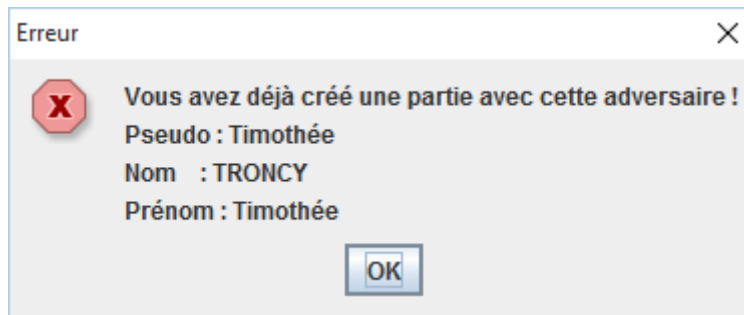 Erreur
Vous avez déjà créé une partie avec cette adversaire !
Pseudo : Timothée
Nom : TRONCY
Prénom : Timothée
OK